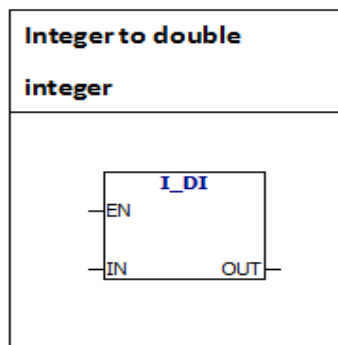 Integer to double
integer
I_DI
EN
IN OUT